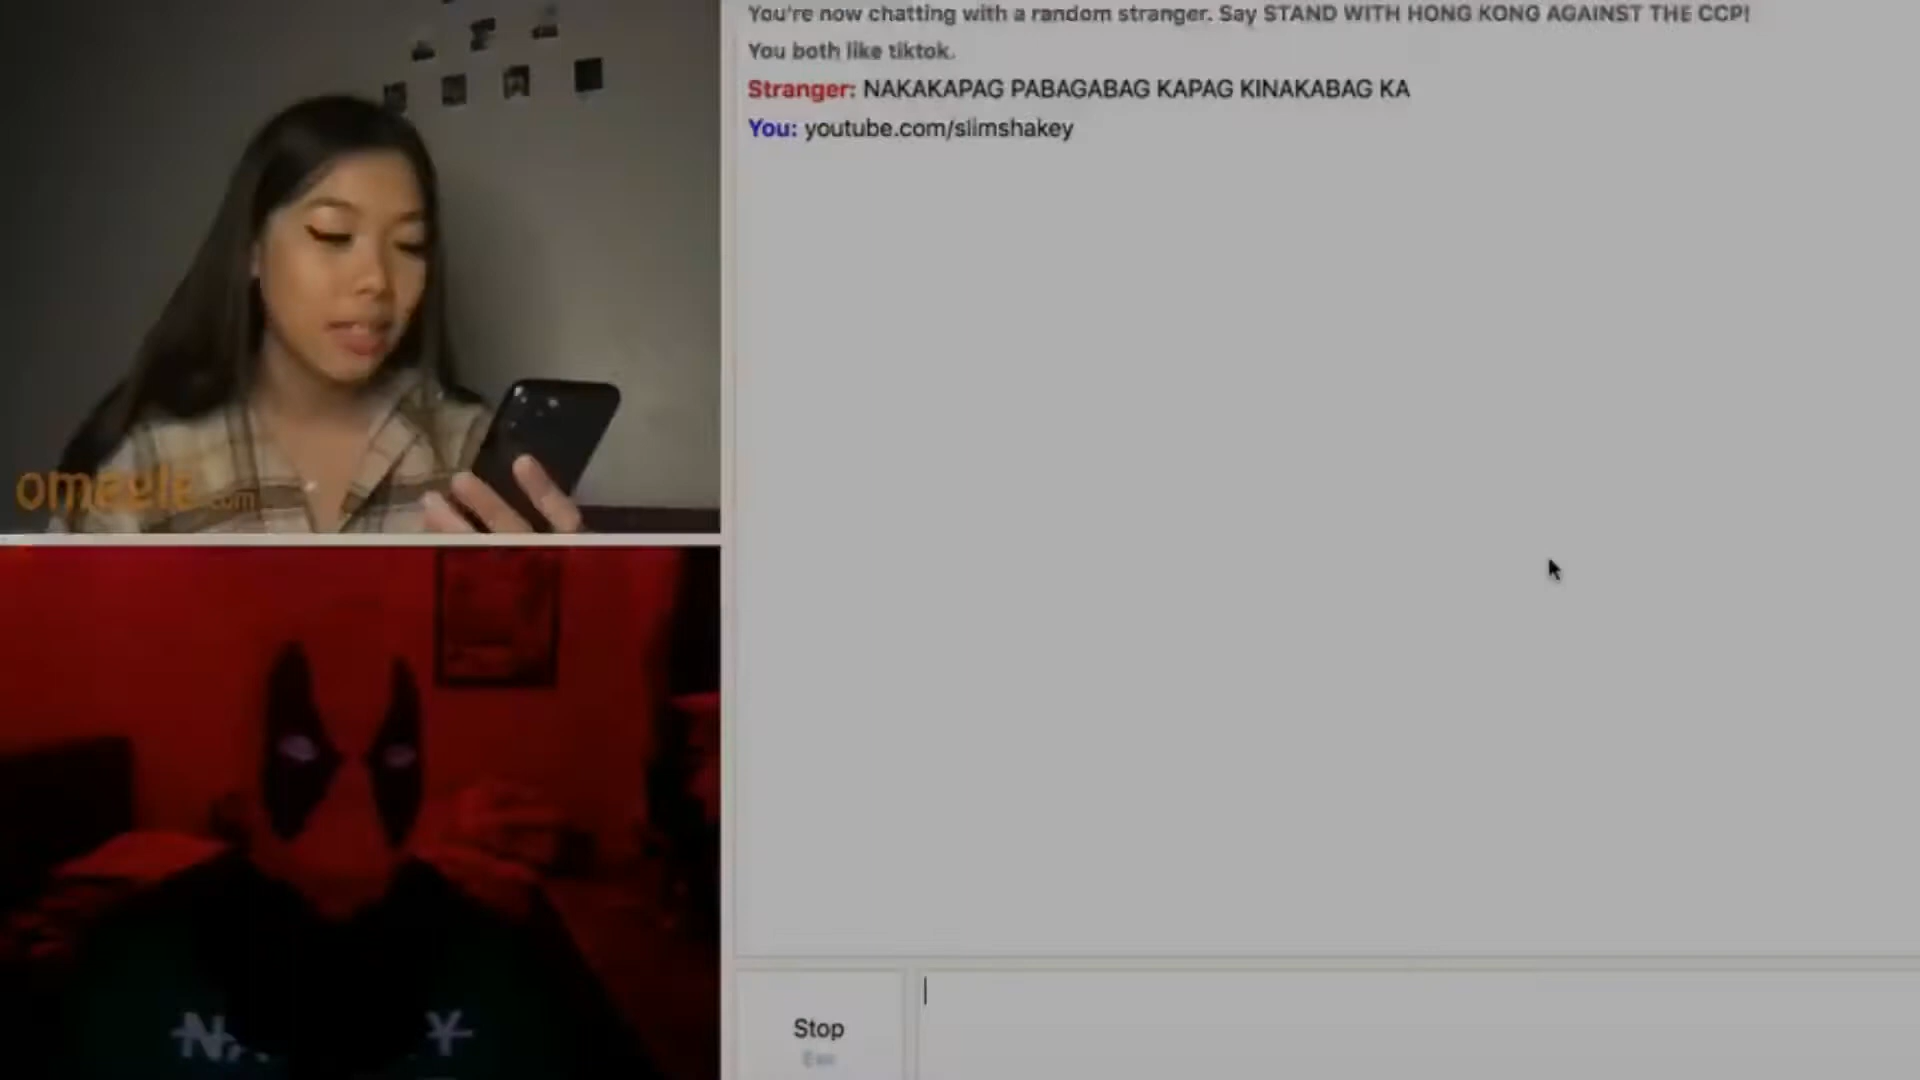 You're now chatting with a random stranger. Say STAND WITH HONG KONG AGAINST THE CCP!
You both like tiktok.
Stranger: NAKAKAPAG PABAGABAG KAPAG KINAKABAG KA
You: youtube.com/slimshakey
omegle.com
Stop
Esc